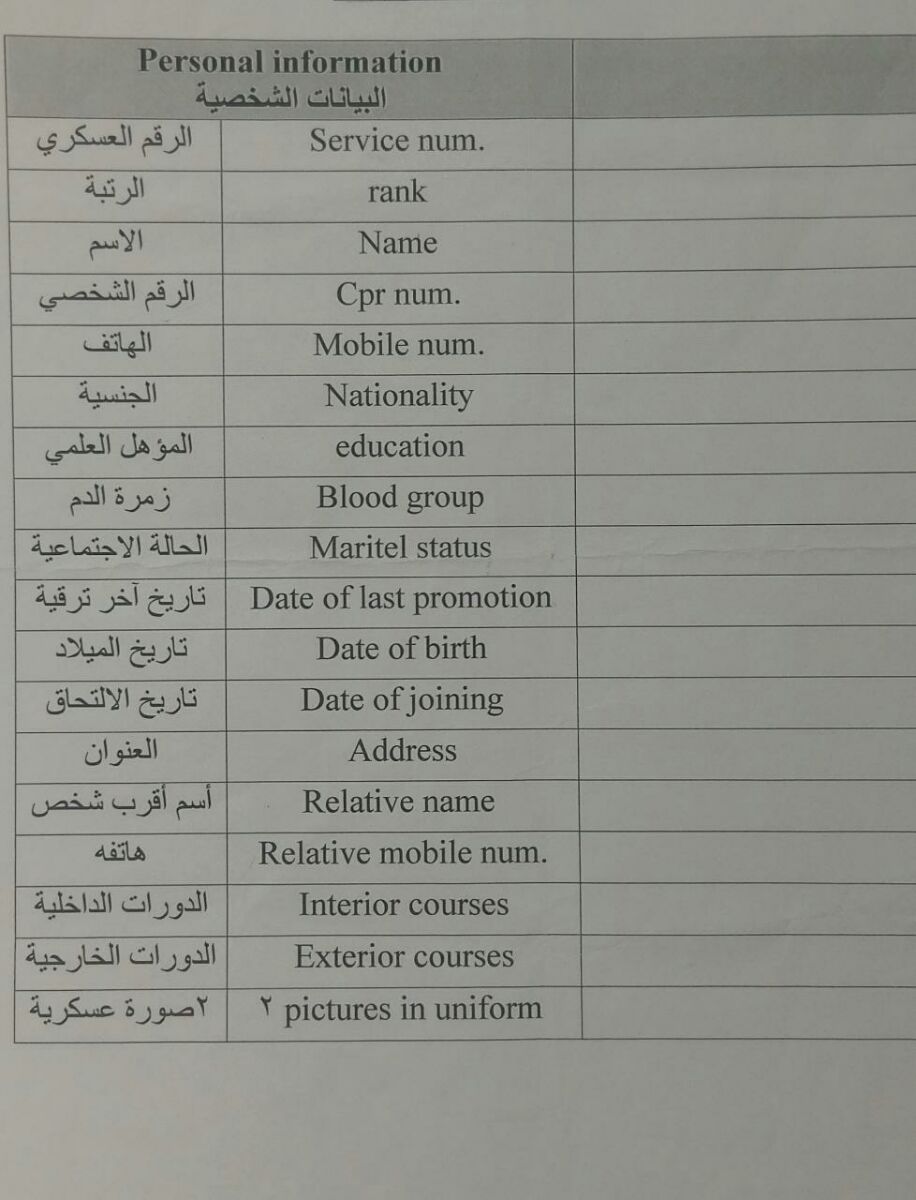 Personal information
البيانات الشخصية
الرقم العسكري Service num.
الرتبة rank
الاسم Name
الرقم الشخصي Cpr num.
الهاتف Mobile num.
الجنسية Nationality
المؤهل العلمي education
زمرة الدم Blood group
الحالة الاجتماعية Maritel status
تاريخ آخر ترقية Date of last promotion
تاريخ الميلاد Date of birth
تاريخ الالتحاق Date of joining
العنوان Address
أسم أقرب شخص Relative name
هاتفه Relative mobile num.
الدورات الداخلية Interior courses
الدورات الخارجية Exterior courses
٢صورة عسكرية ٢ pictures in uniform